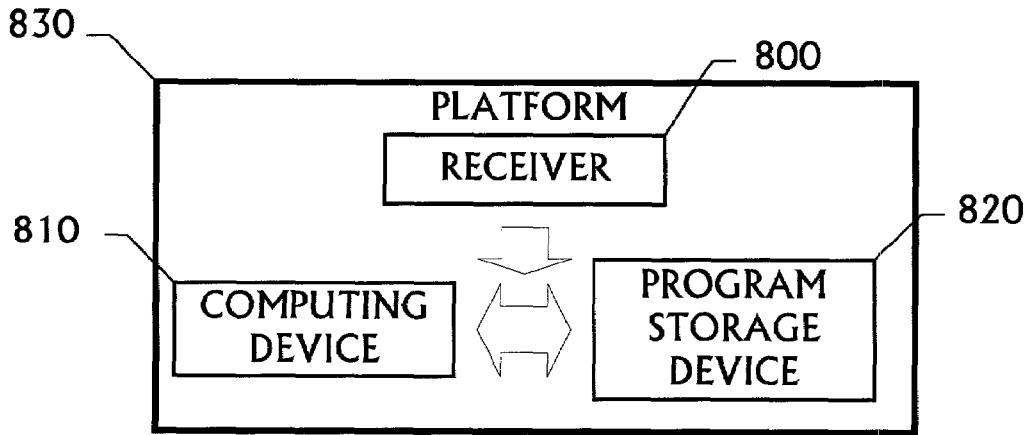 830
800
PLATFORM
RECEIVER
820
810
COMPUTING
DEVICE
PROGRAM
STORAGE
DEVICE